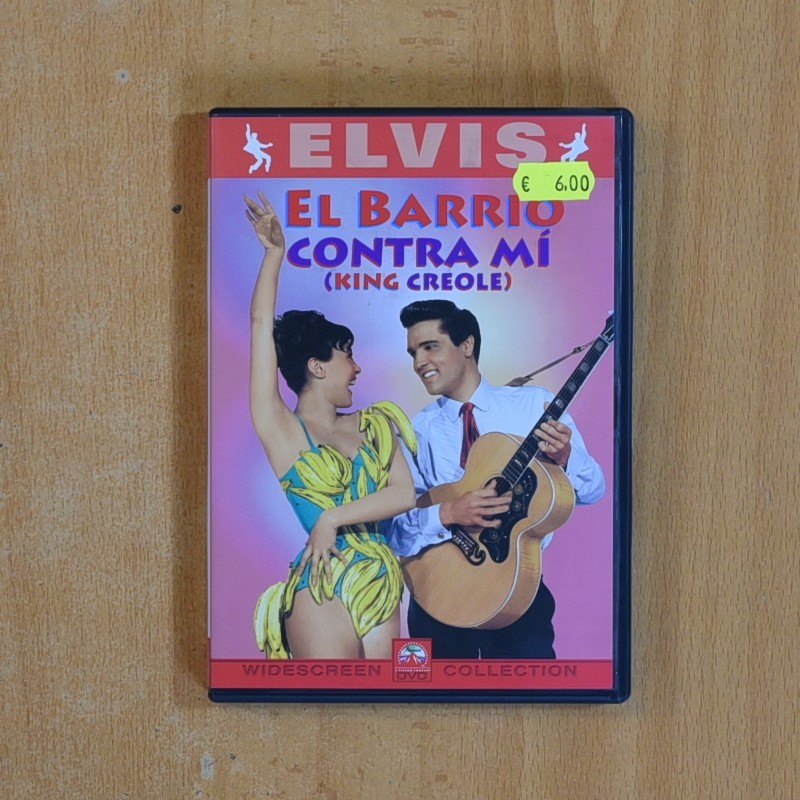 ELVIS
€ 6,00
EL BARRIO
CONTRA MÍ
(KING CREOLE)
WIDESCREEN DVD COLLECTION